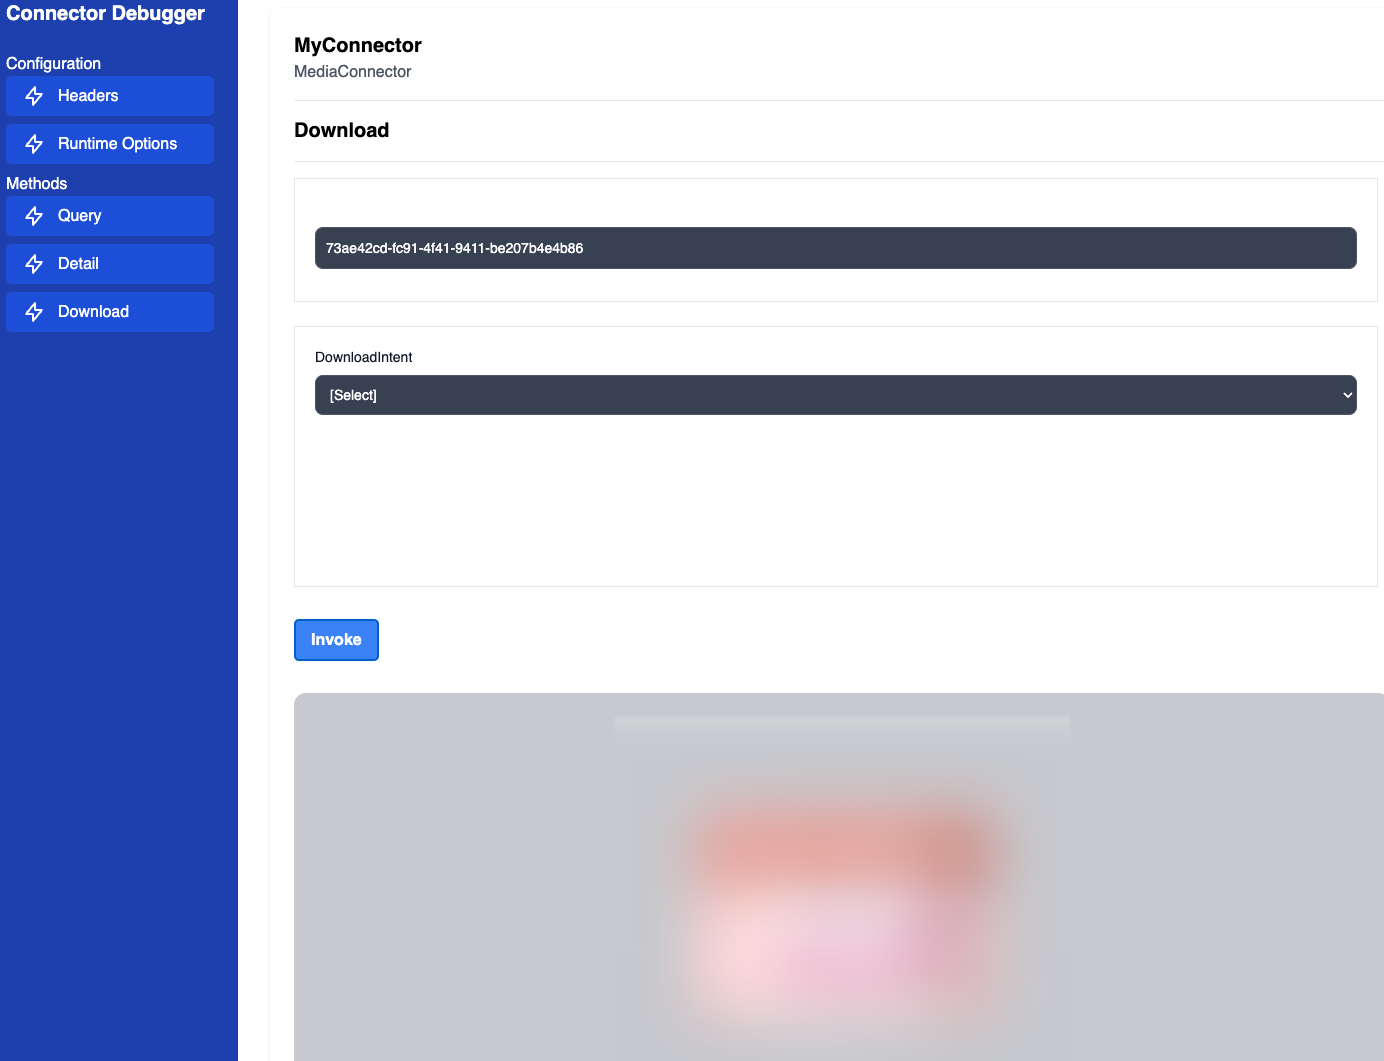 Connector Debugger
Configuration
Headers
Runtime Options
Methods
Query
Detail
Download
MyConnector
MediaConnector
Download
73ae42cd-fc91-4f41-9411-be207b4e4b86
DownloadIntent
[Select]
Invoke